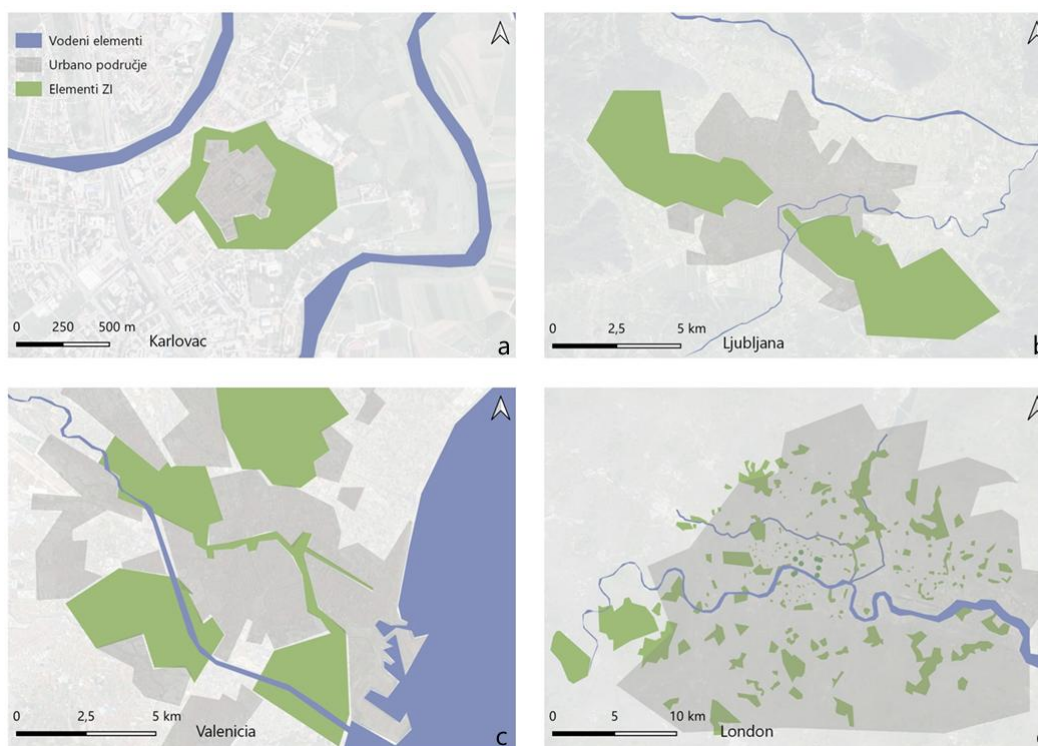 Vodeni elementi
Urbano područje
Elementi ZI
0 250 500 m
Karlovac
a
0 2,5 5 km
Ljubljana
b
0 2,5 5 km
Valenicia
c
0 5 10 km
London